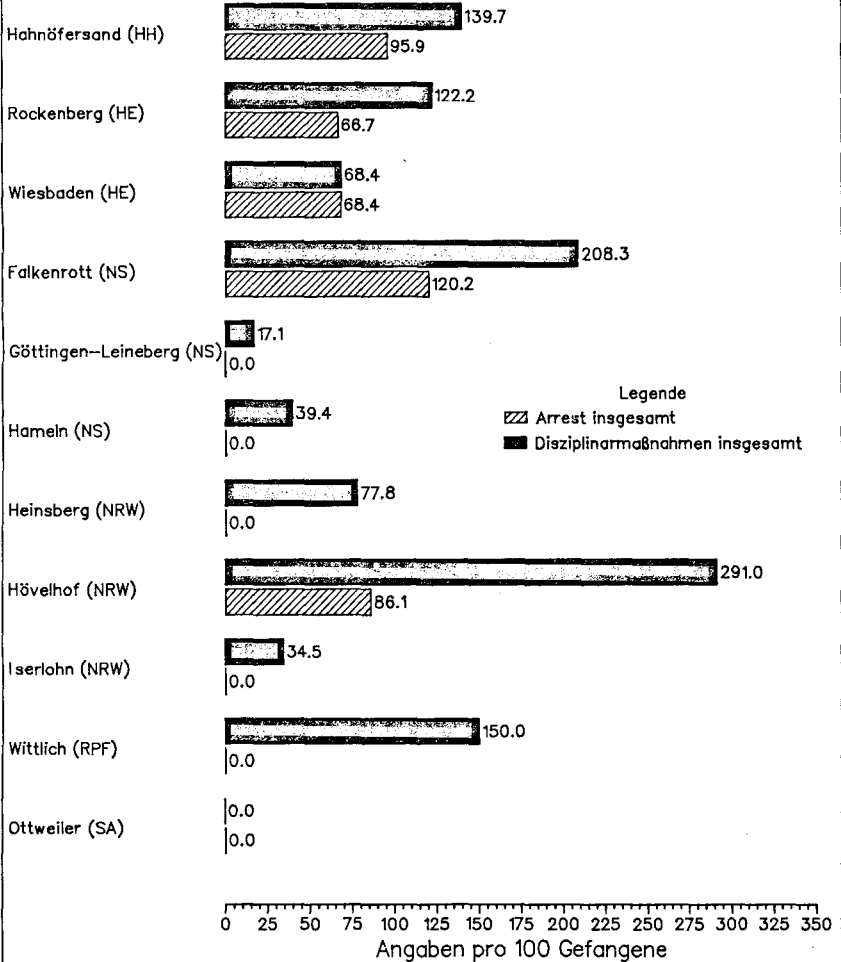 Hahnöfersand (HH)
139.7
95.9
Rockenberg (HE)
122.2
66.7
Wiesbaden (HE)
68.4
68.4
Falkenrott (NS)
208.3
120.2
Göttingen–Leineberg (NS)
17.1
0.0
Hameln (NS)
39.4
0.0
Legende
Arrest insgesamt
Disziplinarmaßnahmen insgesamt
Heinsberg (NRW)
77.8
0.0
Hövelhof (NRW)
291.0
86.1
Iserlohn (NRW)
34.5
0.0
Wittlich (RPF)
150.0
0.0
Ottweiler (SA)
0.0
0.0
0 25 50 75 100 125 150 175 200 225 250 275 300 325 350
Angaben pro 100 Gefangene